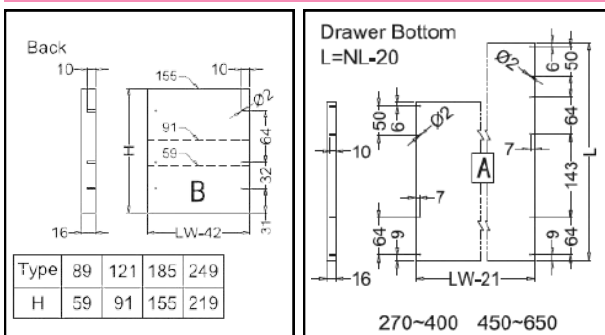 Back
10
10
155
Ø2
91
59
H
64
32
31
B
16
LW-42
Type 89 121 185 249
H 59 91 155 219
Drawer Bottom
L=NL-20
Ø2
6
50
50
6
Ø2
64
10
7
A
L
143
7
64
9
9
64
16
LW-21
270~400 450~650